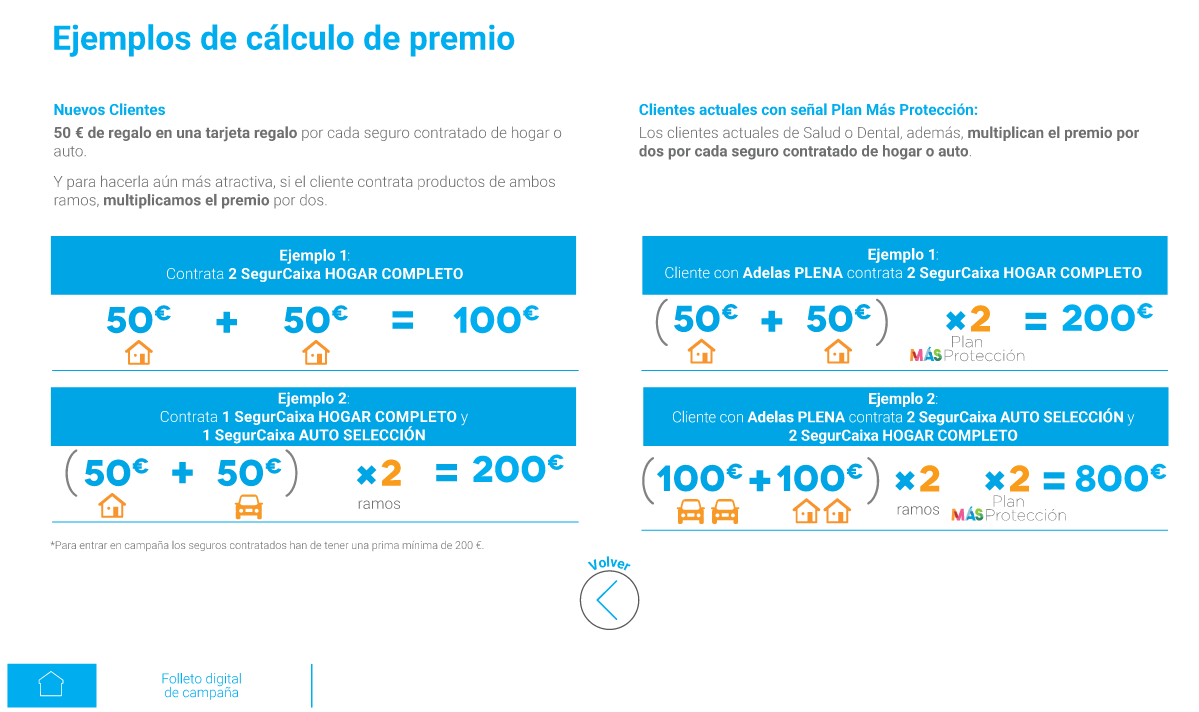 Ejemplos de cálculo de premio
Nuevos Clientes
50 € de regalo en una tarjeta regalo por cada seguro contratado de hogar o
auto.
Y para hacerla aún más atractiva, si el cliente contrata productos de ambos
ramos, multiplicamos el premio por dos.
Ejemplo 1:
Contrata 2 SegurCaixa HOGAR COMPLETO
50€ + 50€ = 100€
Ejemplo 2:
Contrata 1 SegurCaixa HOGAR COMPLETO y
1 SegurCaixa AUTO SELECCIÓN
(50€ + 50€) ×2 = 200€
ramos
*Para entrar en campaña los seguros contratados han de tener una prima mínima de 200 €.
Clientes actuales con señal Plan Más Protección:
Los clientes actuales de Salud o Dental, además, multiplican el premio por
dos por cada seguro contratado de hogar o auto.
Ejemplo 1:
Cliente con Adelas PLENA contrata 2 SegurCaixa HOGAR COMPLETO
(50€ + 50€) ×2 = 200€
Plan
MÁS Protección
Ejemplo 2:
Cliente con Adelas PLENA contrata 2 SegurCaixa AUTO SELECCIÓN y
2 SegurCaixa HOGAR COMPLETO
(100€ + 100€) ×2 ×2 = 800€
ramos
Plan
MÁS Protección
Volver
Folleto digital
de campaña